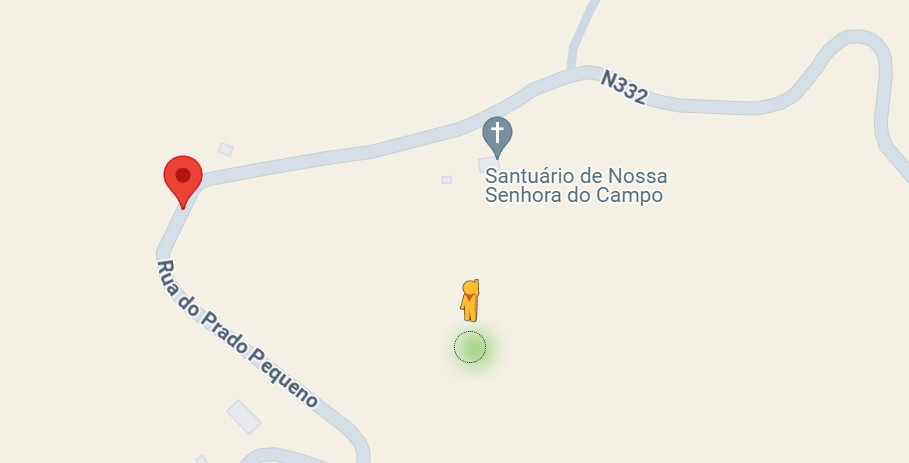 N332
Santuário de Nossa
Senhora do Campo
Rua do Prado Pequeno